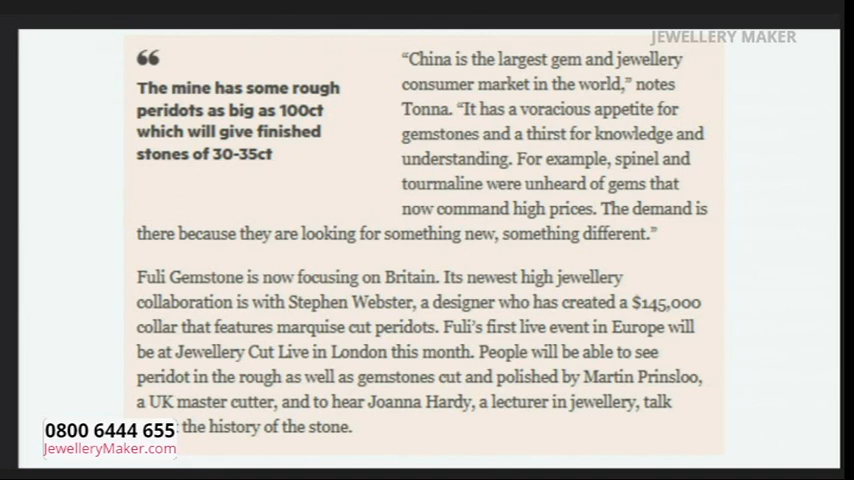 JEWELLERY MAKER
“
The mine has some rough
peridots as big as 100ct
which will give finished
stones of 30-35ct
“China is the largest gem and jewellery
consumer market in the world,” notes
Tonna. “It has a voracious appetite for
gemstones and a thirst for knowledge and
understanding. For example, spinel and
tourmaline were unheard of gems that
now command high prices. The demand is
there because they are looking for something new, something different.”
Fuli Gemstone is now focusing on Britain. Its newest high jewellery
collaboration is with Stephen Webster, a designer who has created a $145,000
collar that features marquise cut peridots. Fuli’s first live event in Europe will
be at Jewellery Cut Live in London this month. People will be able to see
peridot in the rough as well as gemstones cut and polished by Martin Prinsloo,
a UK master cutter, and to hear Joanna Hardy, a lecturer in jewellery, talk
the history of the stone.
0800 6444 655
JewelleryMaker.com